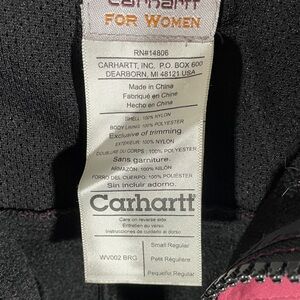 carhartt
FOR WOMEN
RN#14806
CARHARTT, INC. P.O. BOX 600
DEARBORN, MI 48121 USA
Made in China
Fabriqué en Chine
Hecho en China
SHELL: 100% NYLON
BODY LINING: 100% POLYESTER
Exclusive of trimming
EXTÉRIEUR: 100% NYLON
DOUBLURE DU CORPS: 100% POLYESTER
Sans garniture.
ARMAZÓN: 100% NILÓN
FORRO DEL CUERPO: 100% POLIÉSTER
Sin incluir adorno.
Carhartt
Care on reverse side
Entretien au verso
Instrucciones de cuidado al dorso
WV002 BRG
Small Regular
Petit Régulière
Pequeño Regular